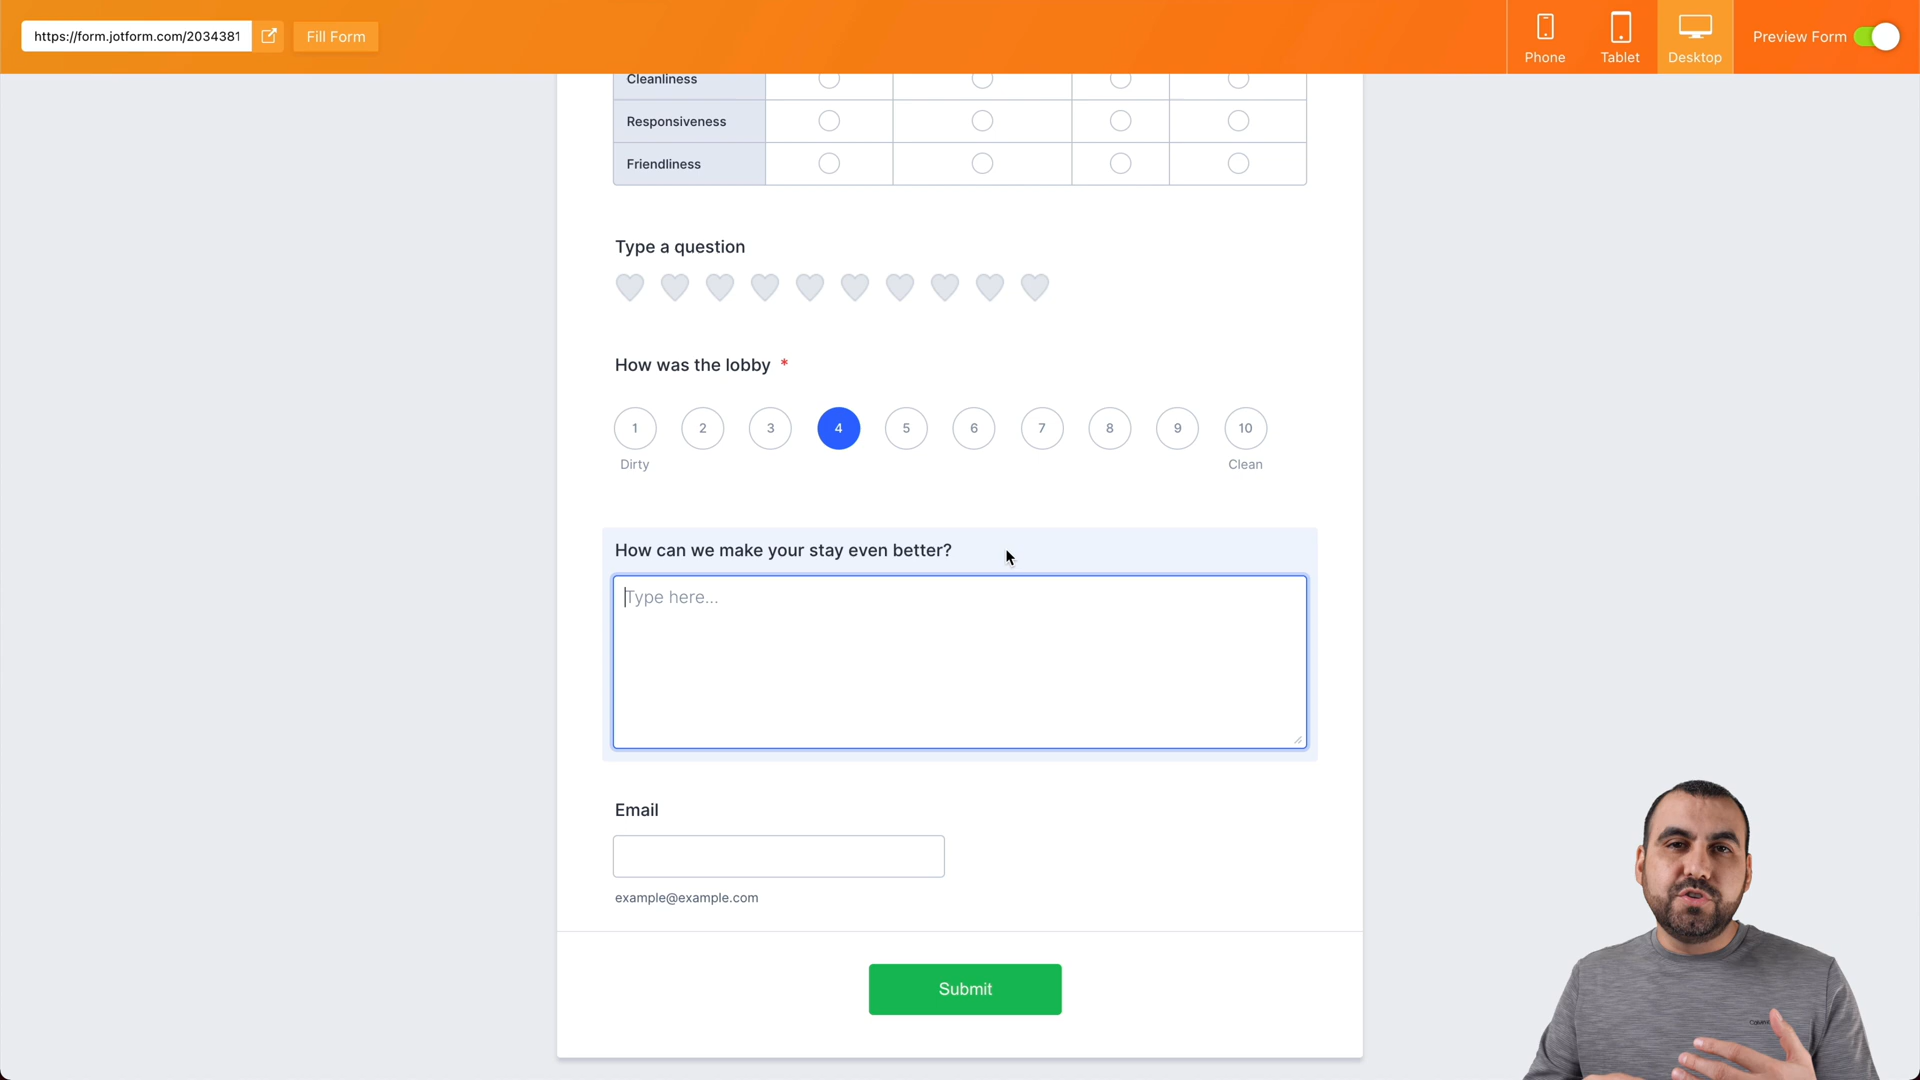 https://form.jotform.com/2034381
Fill Form
Phone
Tablet
Desktop
Preview Form
Cleanliness
Responsiveness
Friendliness
Type a question
How was the lobby *
1 2 3 4 5 6 7 8 9 10
Dirty Clean
How can we make your stay even better?
Type here...
Email
example@example.com
Submit